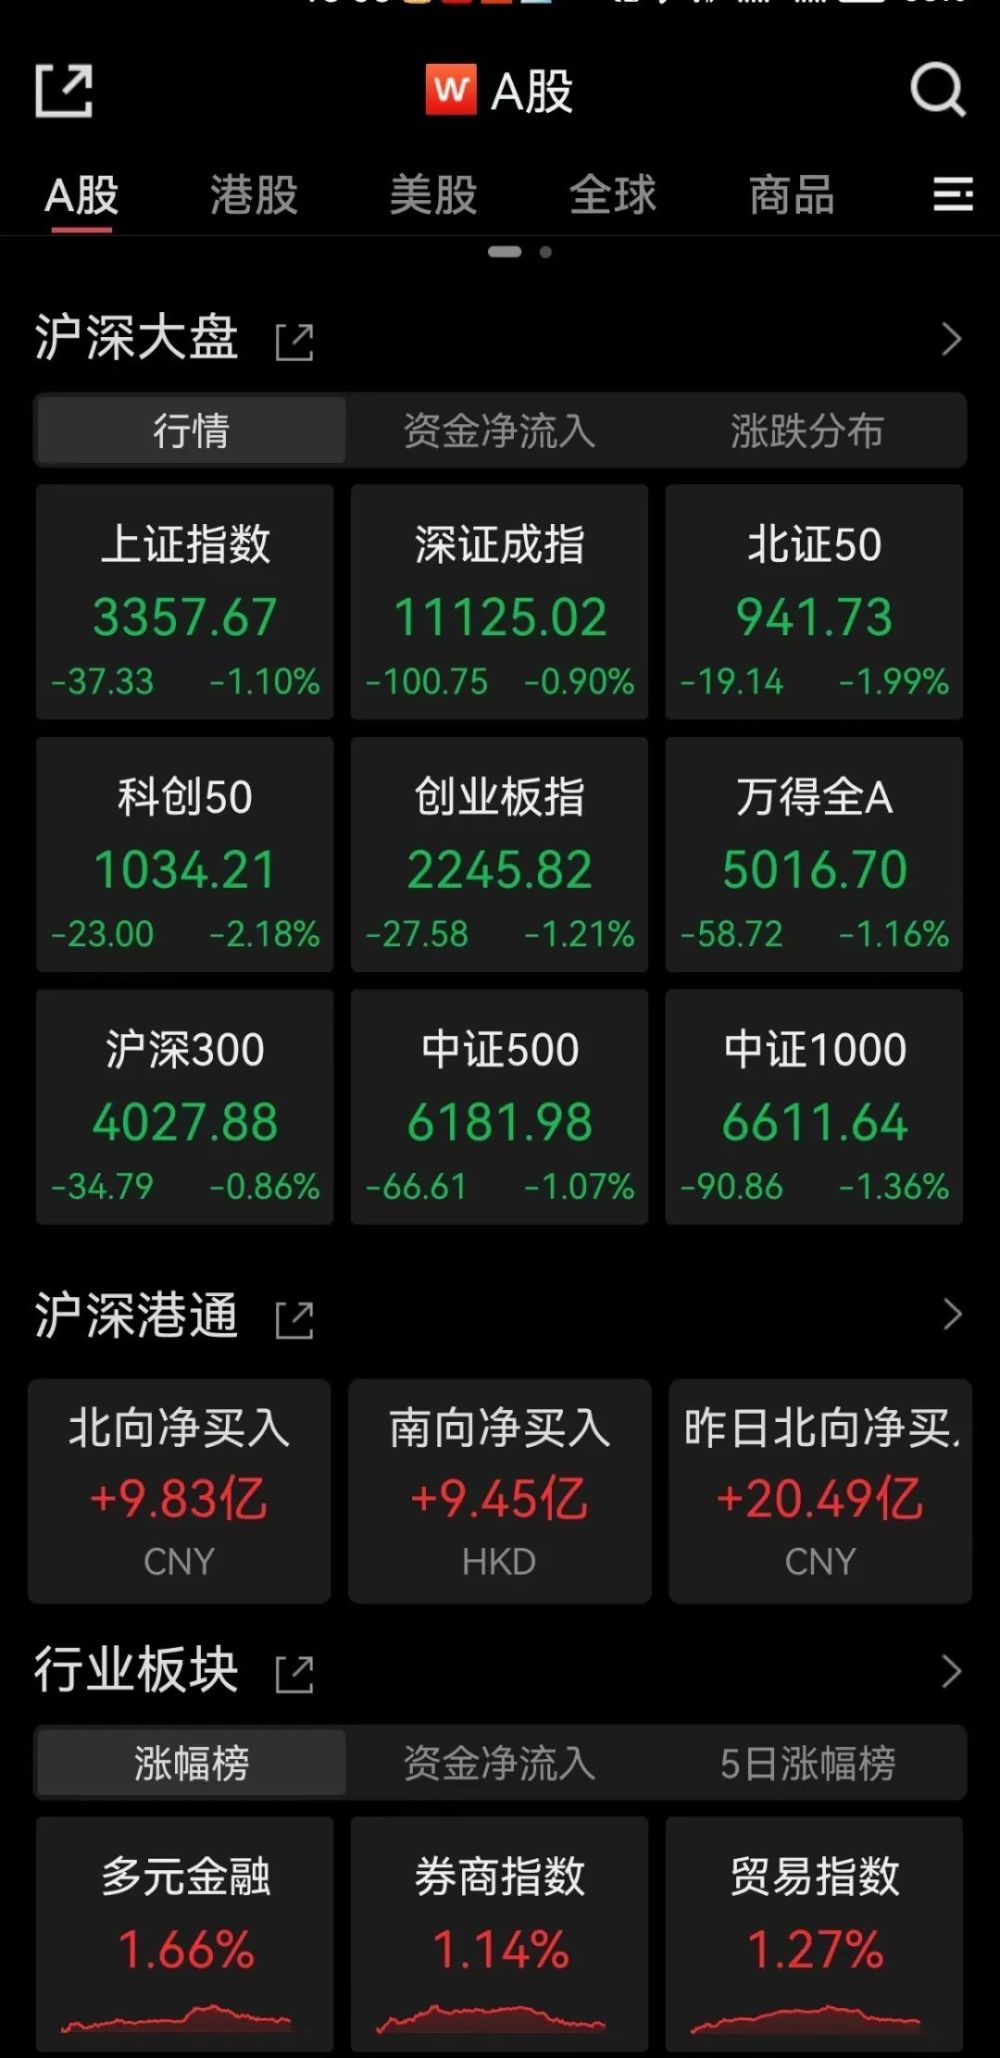 W A股
A股 港股 美股 全球 商品
沪深大盘
行情 资金净流入 涨跌分布
上证指数 深证成指 北证50
3357.67 11125.02 941.73
-37.33 -1.10% -100.75 -0.90% -19.14 -1.99%
科创50 创业板指 万得全A
1034.21 2245.82 5016.70
-23.00 -2.18% -27.58 -1.21% -58.72 -1.16%
沪深300 中证500 中证1000
4027.88 6181.98 6611.64
-34.79 -0.86% -66.61 -1.07% -90.86 -1.36%
沪深港通
北向净买入 南向净买入 昨日北向净买
+9.83亿 +9.45亿 +20.49亿
CNY HKD CNY
行业板块
涨幅榜 资金净流入 5日涨幅榜
多元金融 券商指数 贸易指数
1.66% 1.14% 1.27%